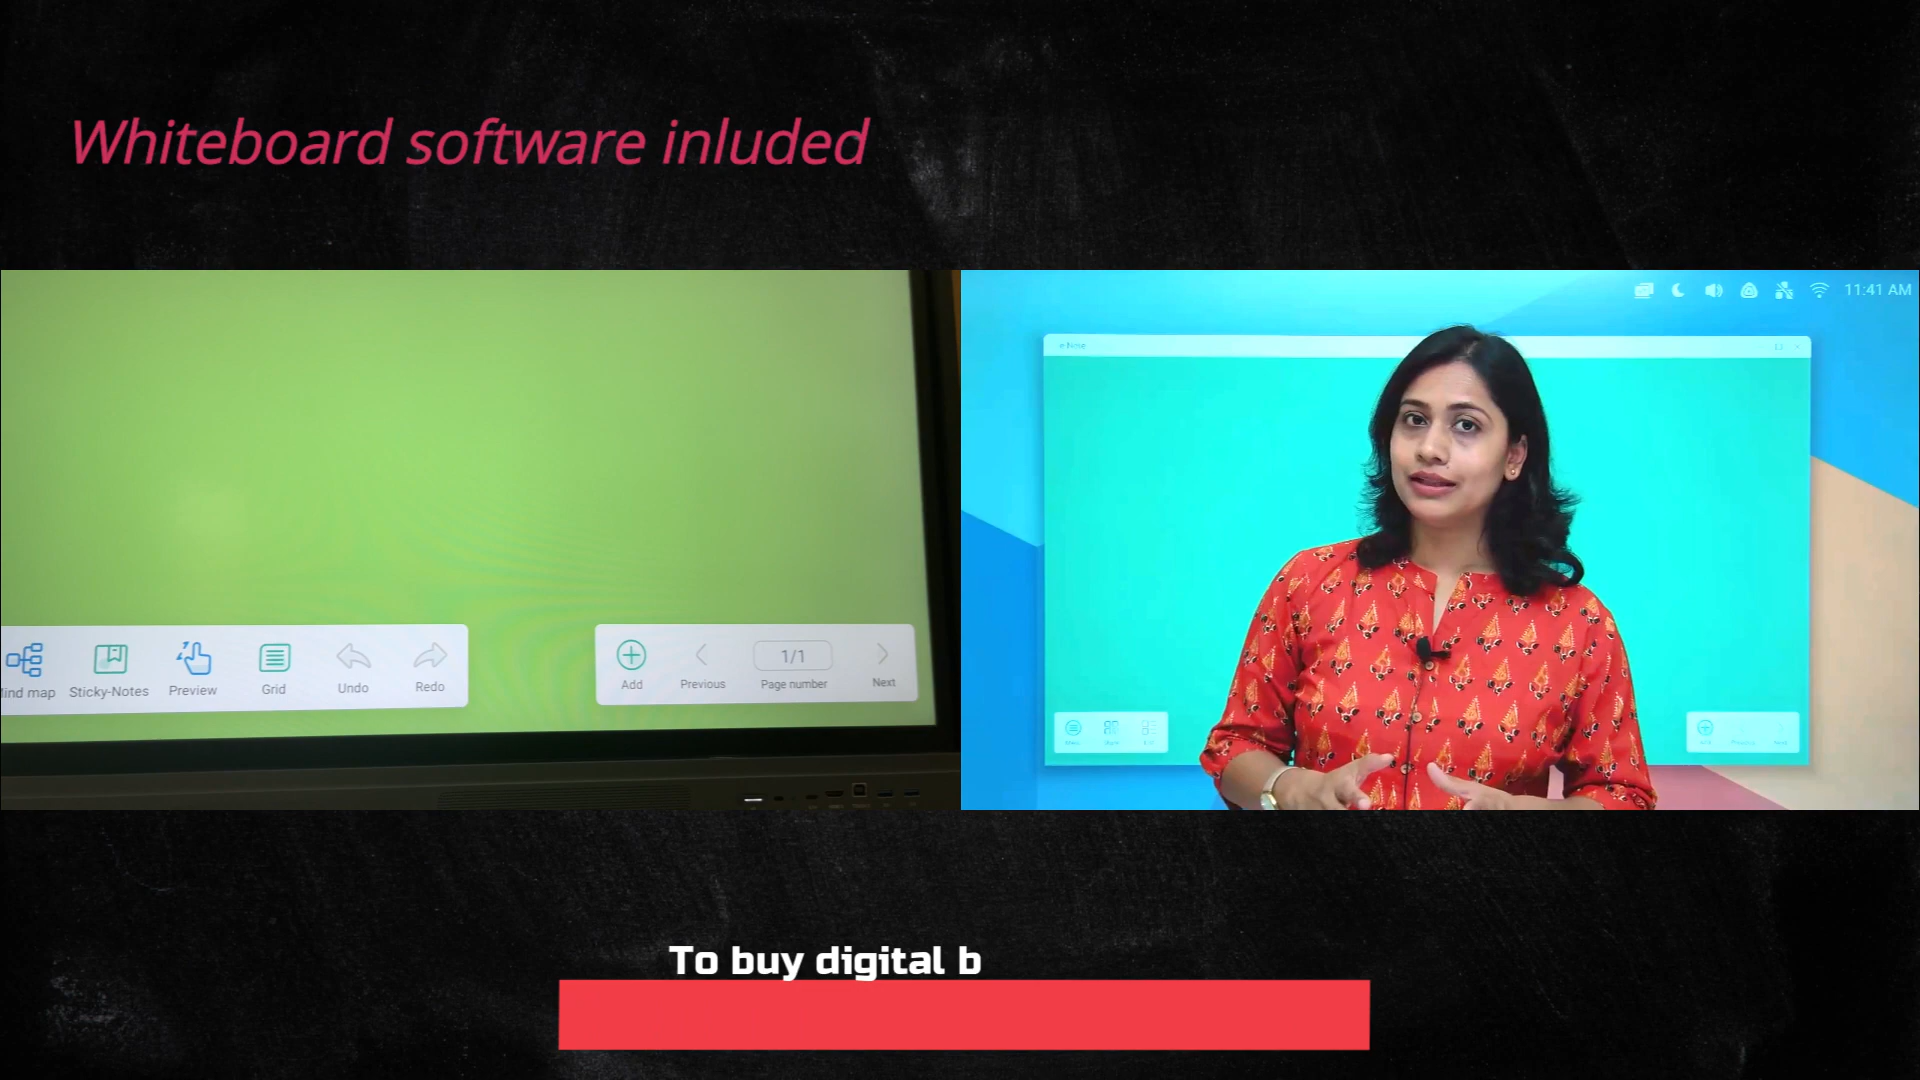 Whiteboard software inluded
11:41 AM
ind map
Sticky-Notes
Preview
Grid
Undo
Redo
Add
Previous
1/1
Page number
Next
To buy digital b